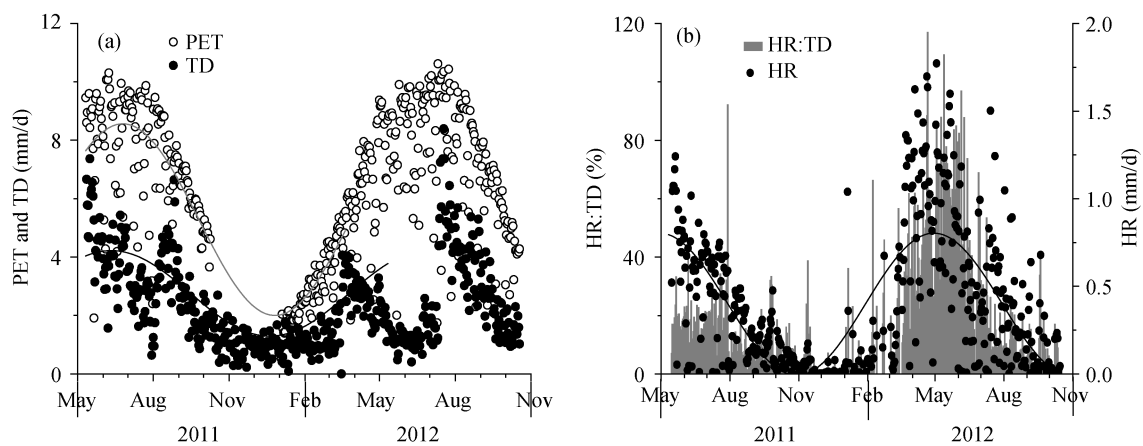 (a)
PET
TD
PET and TD (mm/d)
12
8
4
0
May
Aug
Nov
Feb
May
Aug
Nov
2011
2012
(b)
HR:TD
HR
HR:TD (%)
120
80
40
0
HR (mm/d)
2.0
1.5
1.0
0.5
0.0
May
Aug
Nov
Feb
May
Aug
Nov
2011
2012